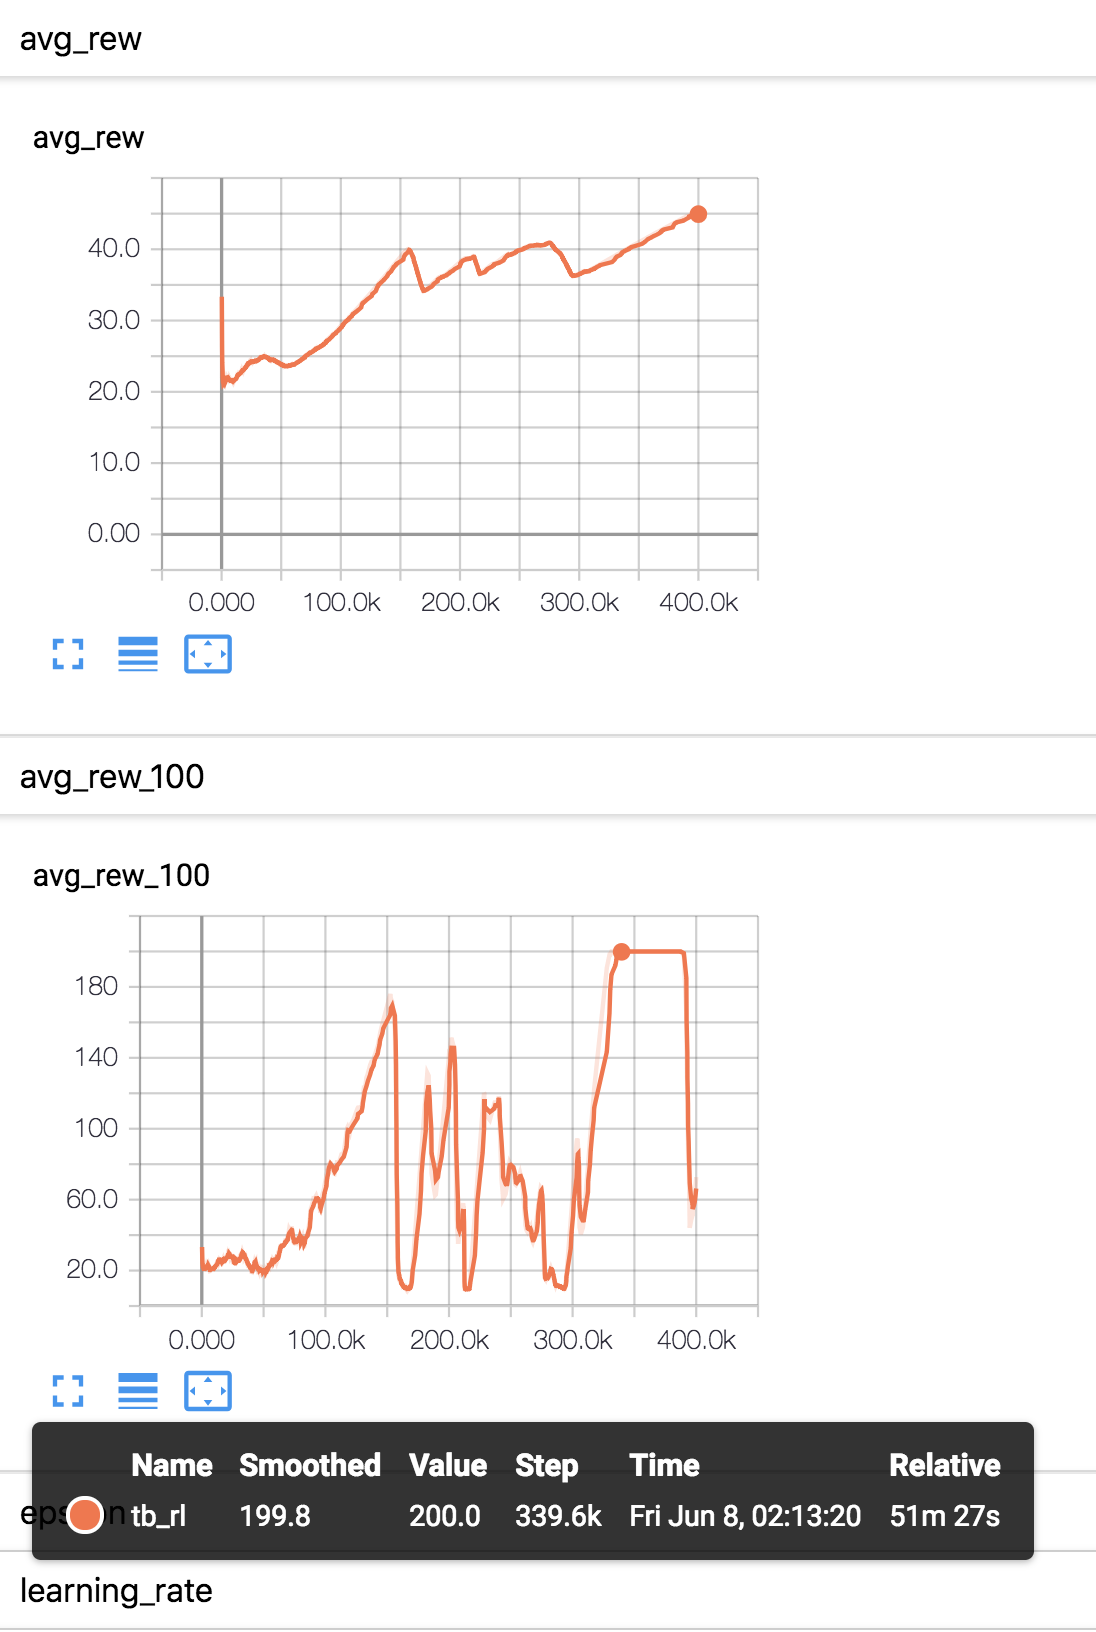 avg_rew
avg_rew
40.0
30.0
20.0
10.0
0.00
0.000 100.0k 200.0k 300.0k 400.0k
avg_rew_100
avg_rew_100
180
140
100
60.0
20.0
0.000 100.0k 200.0k 300.0k 400.0k
Name Smoothed Value Step Time Relative
tb_rl 199.8 200.0 339.6k Fri Jun 8, 02:13:20 51m 27s
learning_rate